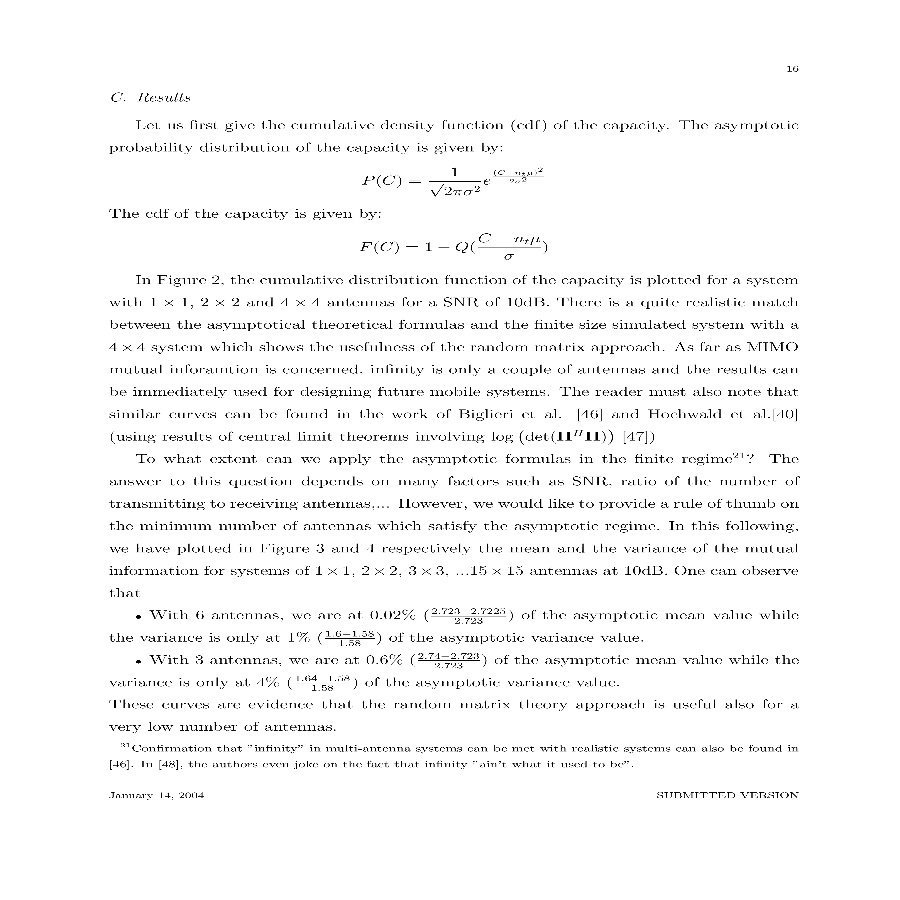 16
C. Results
Let us first give the cumulative density function (cdf) of the capacity. The asymptotic
probability distribution of the capacity is given by:
P(C) = \frac{1}{\sqrt{2\pi\sigma^2}} e^{\frac{(C-n_t\mu)^2}{2\sigma^2}}
The cdf of the capacity is given by:
F(C) = 1 − Q(\frac{C − n_tμ}{σ})
In Figure 2, the cumulative distribution function of the capacity is plotted for a system
with 1 × 1, 2 × 2 and 4 × 4 antennas for a SNR of 10dB. There is a quite realistic match
between the asymptotical theoretical formulas and the finite size simulated system with a
4 × 4 system which shows the usefulness of the random matrix approach. As far as MIMO
mutual inforamtion is concerned, infinity is only a couple of antennas and the results can
be immediately used for designing future mobile systems. The reader must also note that
similar curves can be found in the work of Biglieri et al. [46] and Hochwald et al.[40]
(using results of central limit theorems involving log (det(H^HH)) [47])
To what extent can we apply the asymptotic formulas in the finite regime²¹? The
answer to this question depends on many factors such as SNR, ratio of the number of
transmitting to receiving antennas,... However, we would like to provide a rule of thumb on
the minimum number of antennas which satisfy the asymptotic regime. In this following,
we have plotted in Figure 3 and 4 respectively the mean and the variance of the mutual
information for systems of 1 × 1, 2 × 2, 3 × 3, ...15 × 15 antennas at 10dB. One can observe
that
• With 6 antennas, we are at 0.02% (\frac{2.723−2.7225}{2.723}) of the asymptotic mean value while
the variance is only at 1% (\frac{1.6−1.58}{1.58}) of the asymptotic variance value.
• With 3 antennas, we are at 0.6% (\frac{2.74−2.723}{2.723}) of the asymptotic mean value while the
variance is only at 4% (\frac{1.64−1.58}{1.58}) of the asymptotic variance value.
These curves are evidence that the random matrix theory approach is useful also for a
very low number of antennas.
²¹Confirmation that "infinity" in multi-antenna systems can be met with realistic systems can also be found in
[46]. In [48], the authors even joke on the fact that infinity "ain't what it used to be".
January 14, 2004 SUBMITTED VERSION